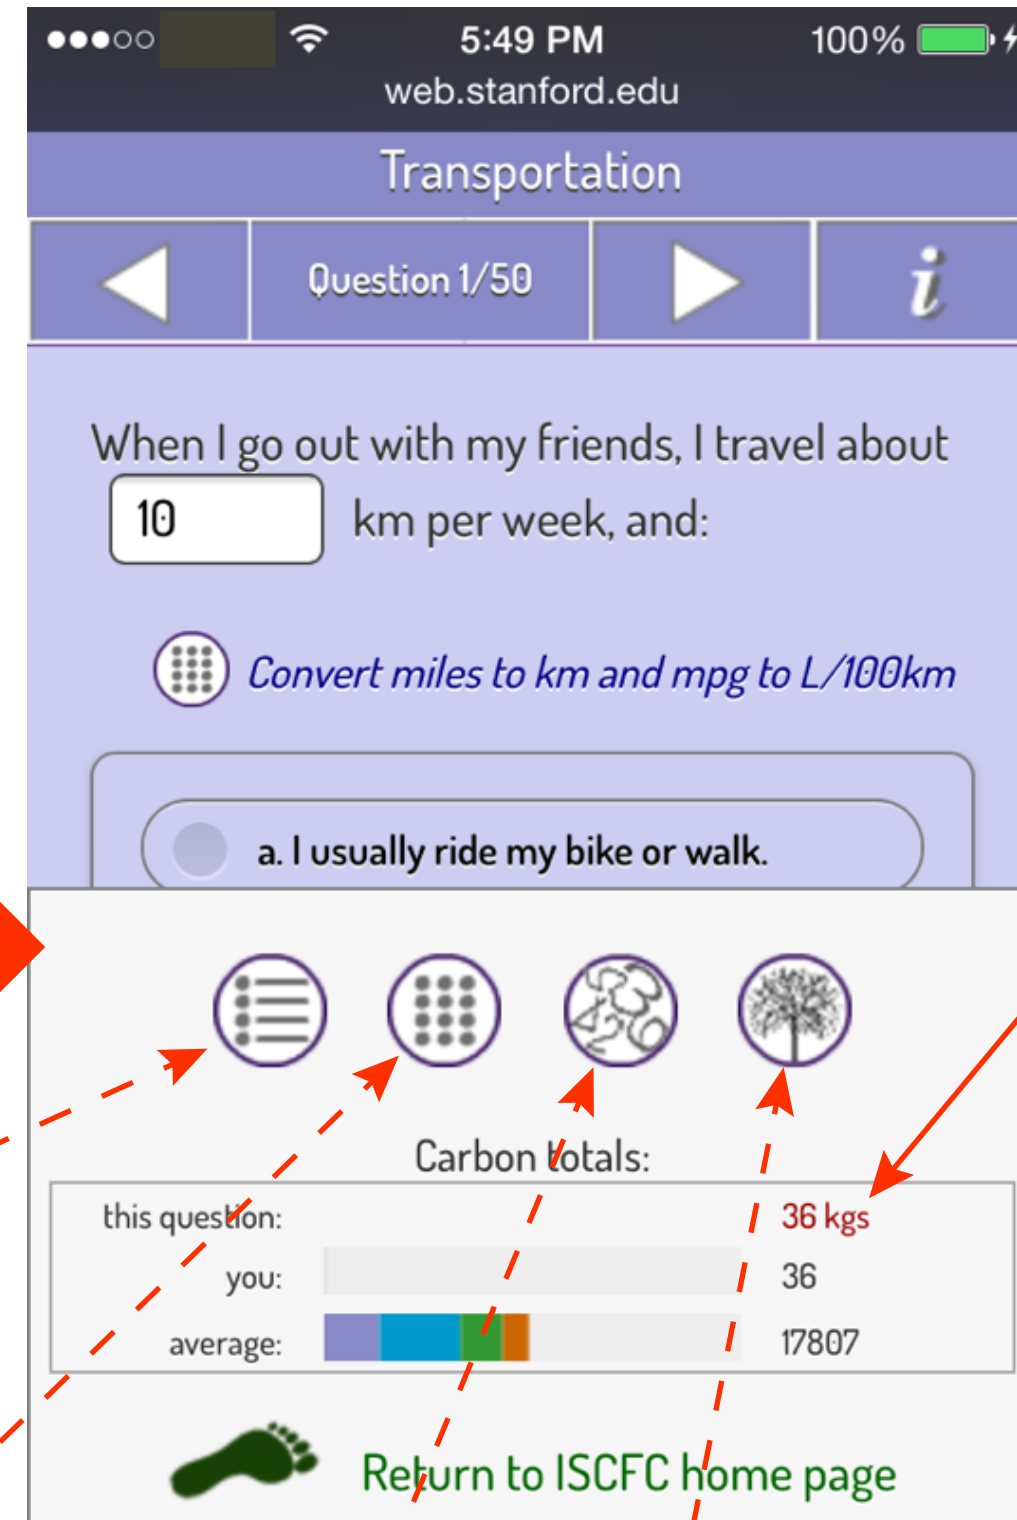 5:49 PM
100%
web.stanford.edu
Transportation
Question 1/50
i
When I go out with my friends, I travel about
10 km per week, and:
Convert miles to km and mpg to L/100km
a. I usually ride my bike or walk.
Carbon totals:
this question: 36 kgs
you: 36
average: 17807
Return to ISCFC home page